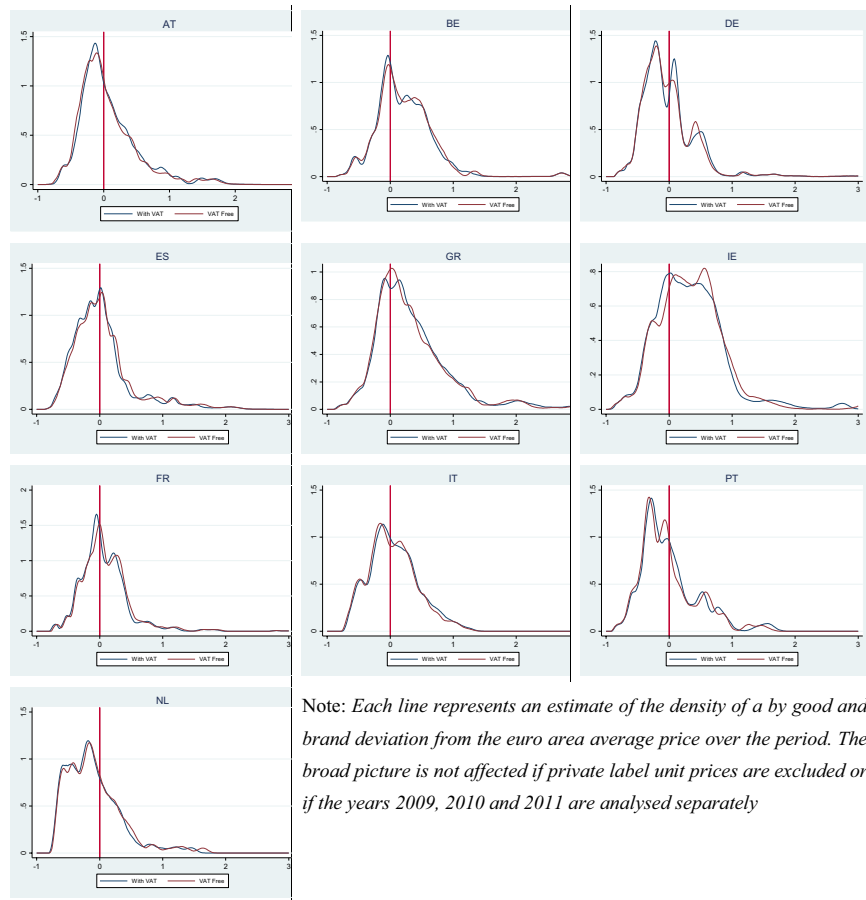 AT
0 .5 1 1.5
-1 0 1 2
With VAT VAT Free
BE
0 .5 1 1.5
-1 0 1 2
With VAT VAT Free
DE
0 .5 1 1.5
-1 0 1 2 3
With VAT VAT Free
ES
0 .5 1 1.5
-1 0 1 2 3
With VAT VAT Free
GR
0 .2 .4 .6 .8 1
-1 0 1 2
With VAT VAT Free
IE
0 .2 .4 .6 .8
-1 0 1 2 3
With VAT VAT Free
FR
0 .5 1 1.5 2
-1 0 1 2 3
With VAT VAT Free
IT
0 .5 1 1.5
-1 0 1 2
With VAT VAT Free
PT
0 .5 1 1.5
-1 0 1 2 3
With VAT VAT Free
NL
0 .5 1 1.5
-1 0 1 2 3
With VAT VAT Free
Note: Each line represents an estimate of the density of a by good and
brand deviation from the euro area average price over the period. The
broad picture is not affected if private label unit prices are excluded or
if the years 2009, 2010 and 2011 are analysed separately